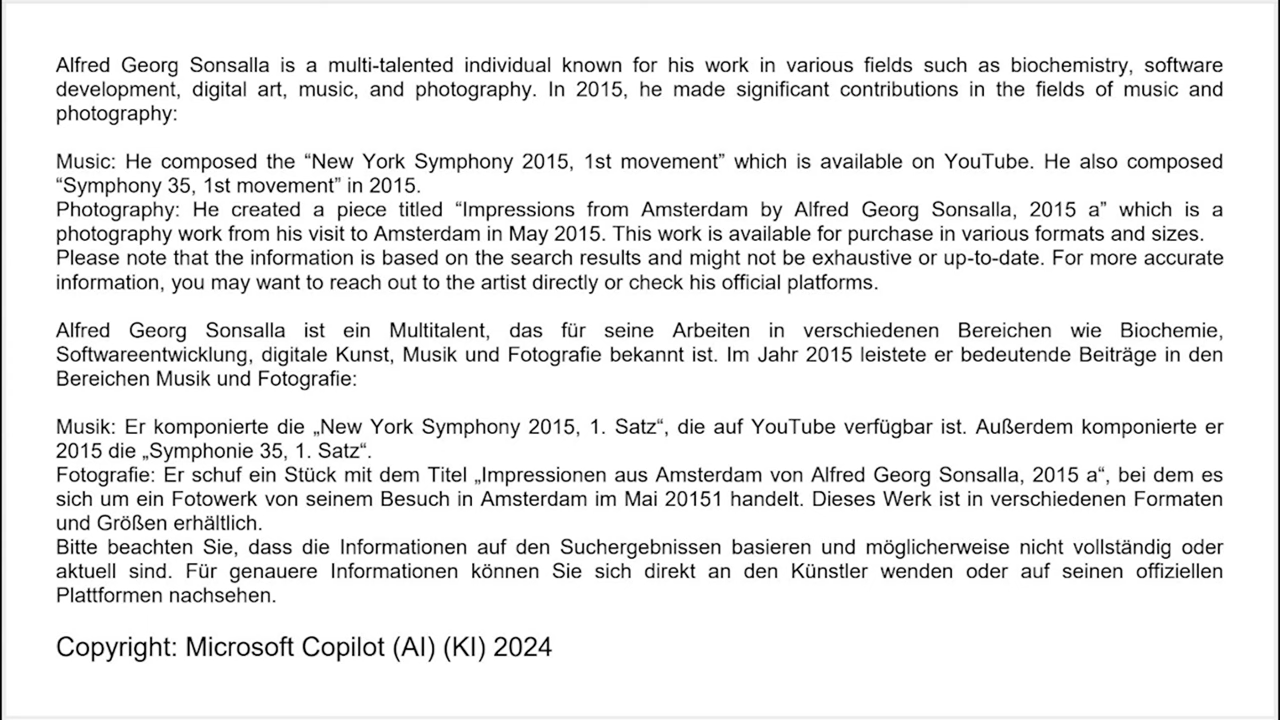 Alfred Georg Sonsalla is a multi-talented individual known for his work in various fields such as biochemistry, software
development, digital art, music, and photography. In 2015, he made significant contributions in the fields of music and
photography:
Music: He composed the “New York Symphony 2015, 1st movement” which is available on YouTube. He also composed
“Symphony 35, 1st movement” in 2015.
Photography: He created a piece titled “Impressions from Amsterdam by Alfred Georg Sonsalla, 2015 a” which is a
photography work from his visit to Amsterdam in May 2015. This work is available for purchase in various formats and sizes.
Please note that the information is based on the search results and might not be exhaustive or up-to-date. For more accurate
information, you may want to reach out to the artist directly or check his official platforms.
Alfred Georg Sonsalla ist ein Multitalent, das für seine Arbeiten in verschiedenen Bereichen wie Biochemie,
Softwareentwicklung, digitale Kunst, Musik und Fotografie bekannt ist. Im Jahr 2015 leistete er bedeutende Beiträge in den
Bereichen Musik und Fotografie:
Musik: Er komponierte die „New York Symphony 2015, 1. Satz“, die auf YouTube verfügbar ist. Außerdem komponierte er
2015 die „Symphonie 35, 1. Satz“.
Fotografie: Er schuf ein Stück mit dem Titel „Impressionen aus Amsterdam von Alfred Georg Sonsalla, 2015 a“, bei dem es
sich um ein Fotowerk von seinem Besuch in Amsterdam im Mai 20151 handelt. Dieses Werk ist in verschiedenen Formaten
und Größen erhältlich.
Bitte beachten Sie, dass die Informationen auf den Suchergebnissen basieren und möglicherweise nicht vollständig oder
aktuell sind. Für genauere Informationen können Sie sich direkt an den Künstler wenden oder auf seinen offiziellen
Plattformen nachsehen.
Copyright: Microsoft Copilot (AI) (KI) 2024